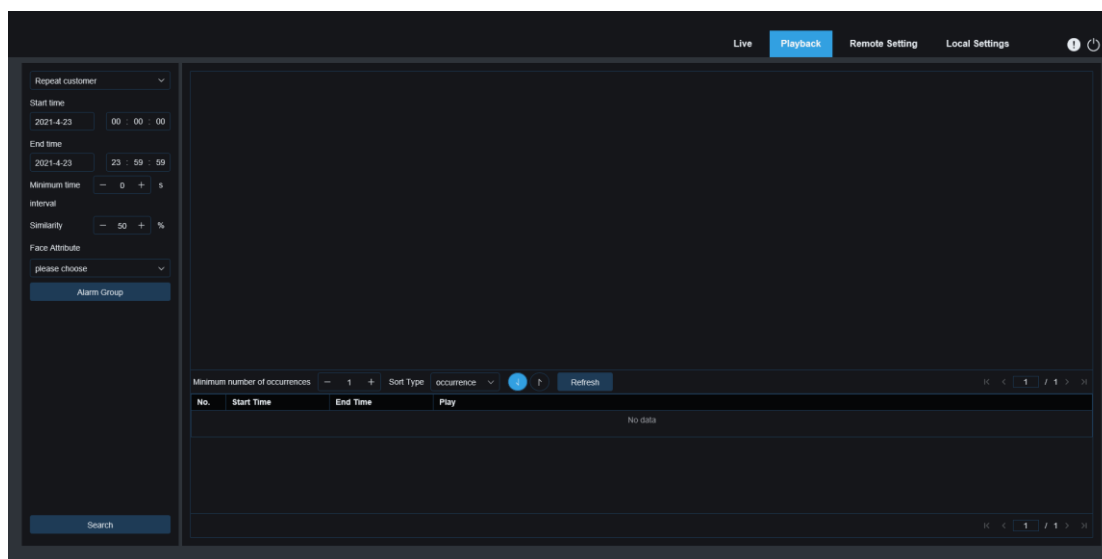 Live Playback Remote Setting Local Settings
Repeat customer
Start time
2021-4-23 00 : 00 : 00
End time
2021-4-23 23 : 59 : 59
Minimum time − 0 + s
interval
Similarity − 50 + %
Face Attribute
please choose
Alarm Group
Minimum number of occurrences − 1 + Sort Type occurrence Refresh 1 / 1
No. Start Time End Time Play
No data
Search 1 / 1